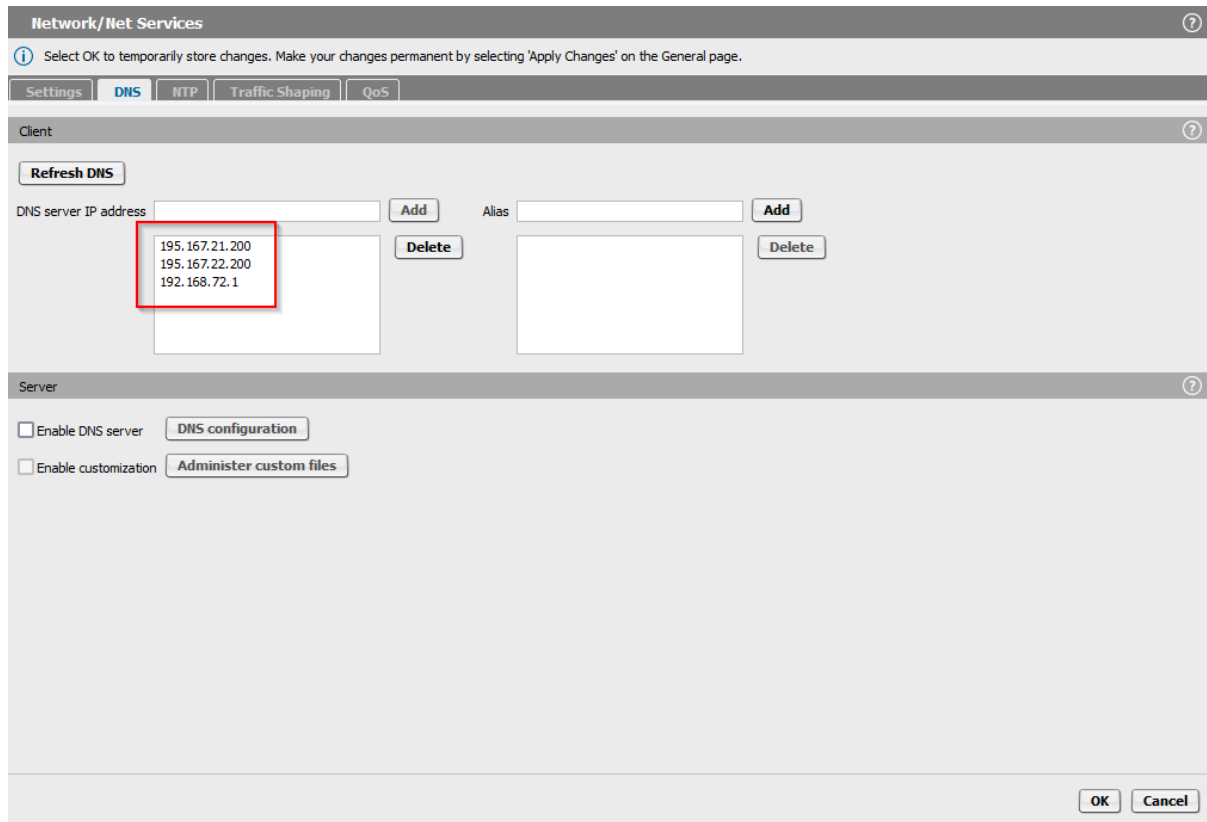 Network/Net Services
Select OK to temporarily store changes. Make your changes permanent by selecting 'Apply Changes' on the General page.
Settings DNS NTP Traffic Shaping QoS
Client
Refresh DNS
DNS server IP address Add Alias Add
195.167.21.200 Delete Delete
195.167.22.200
192.168.72.1
Server
Enable DNS server DNS configuration
Enable customization Administer custom files
OK Cancel